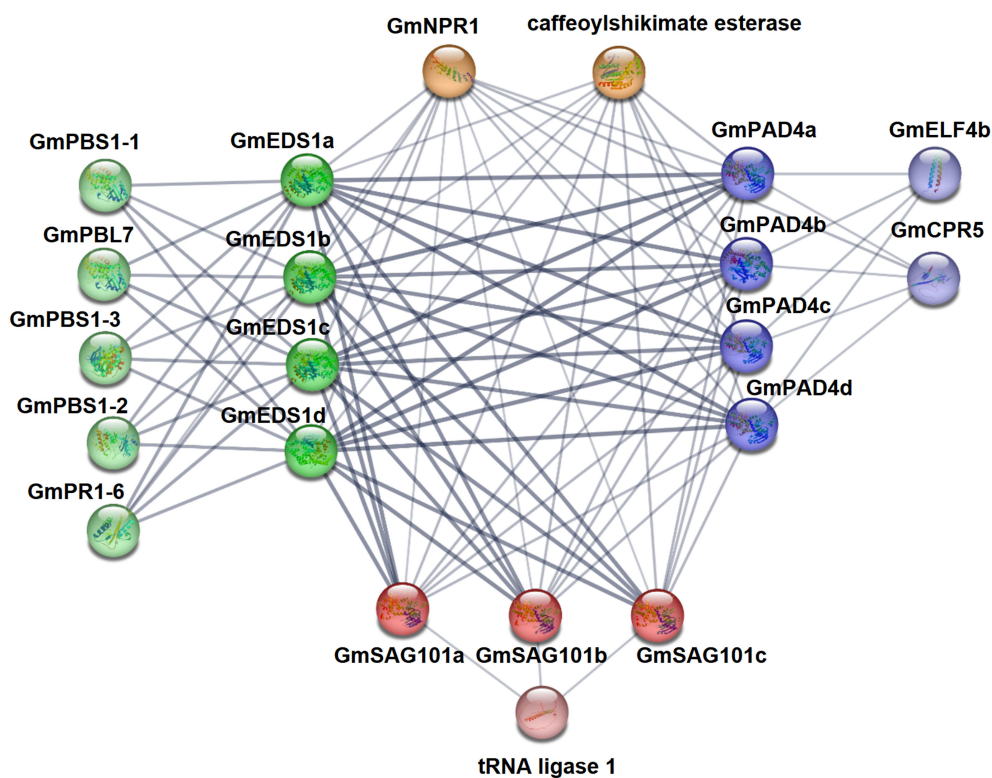 caffeoylshikimate esterase
GmNPR1
GmPBS1-1
GmEDS1a
GmPAD4a
GmELF4b
GmPBL7
GmEDS1b
GmPAD4b
GmCPR5
GmPBS1-3
GmEDS1c
GmPAD4c
GmPBS1-2
GmEDS1d
GmPAD4d
GmPR1-6
GmSAG101a
GmSAG101b
GmSAG101c
tRNA ligase 1